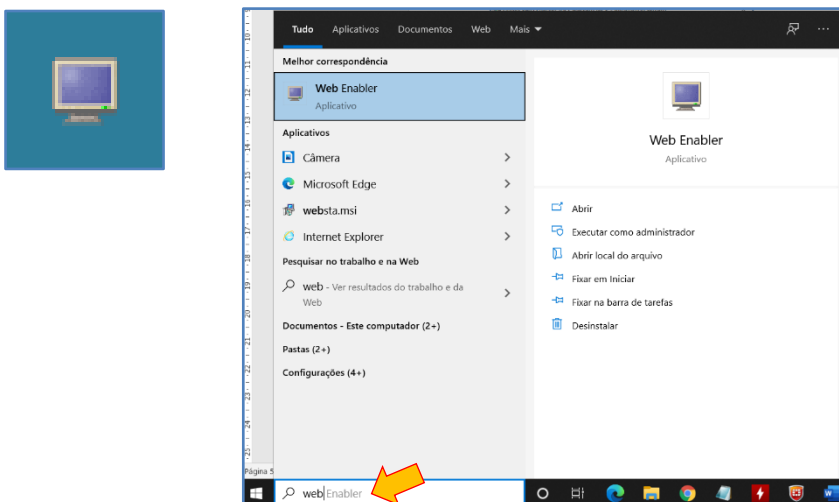 Tudo Aplicativos Documentos Web Mais
Melhor correspondência
Web Enabler
Aplicativo
Aplicativos
Câmera
Microsoft Edge
websta.msi
Internet Explorer
Pesquisar no trabalho e na Web
web - Ver resultados do trabalho e da
Web
Documentos - Este computador (2+)
Pastas (2+)
Configurações (4+)
Web Enabler
Aplicativo
Abrir
Executar como administrador
Abrir local do arquivo
Fixar em Iniciar
Fixar na barra de tarefas
Desinstalar
Página 5
web Enabler